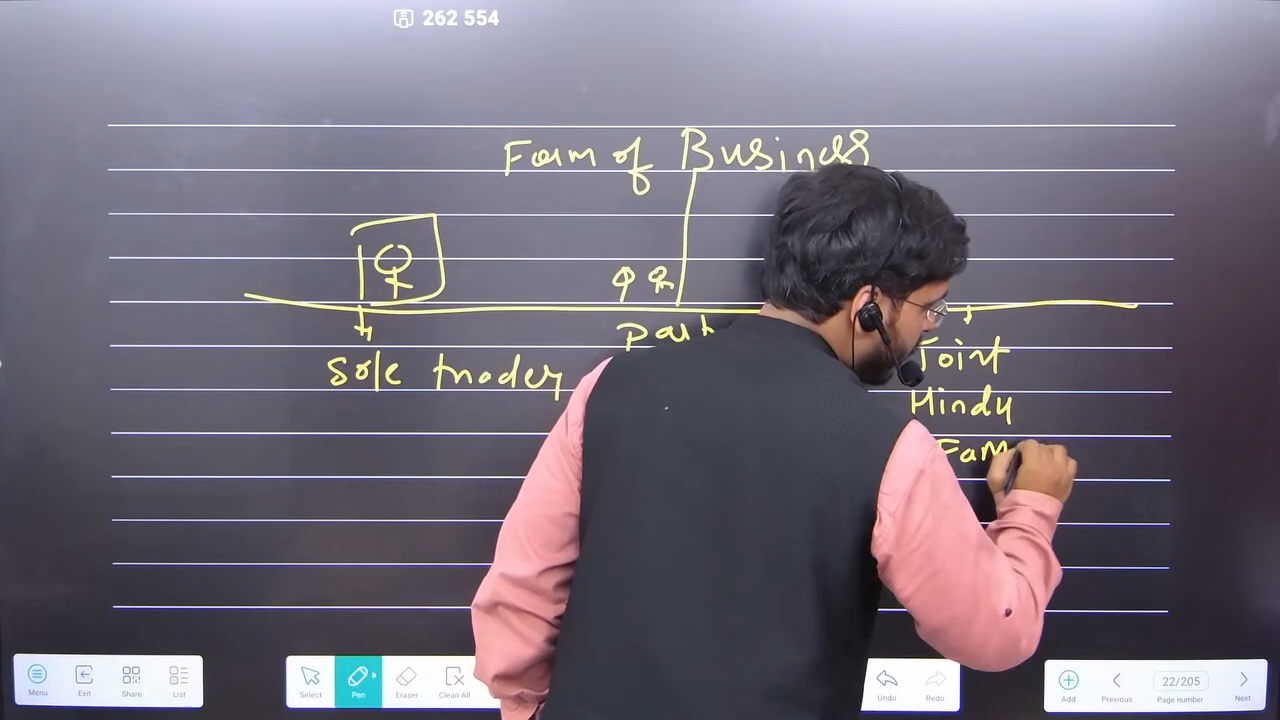 262 554
Form of Business
Sole trader
Joint
Hindu
Fam
Menu
Exit
Share
List
Select
Pen
Eraser
Clean All
Undo
Redo
Add
Previous
22/205
Page number
Next